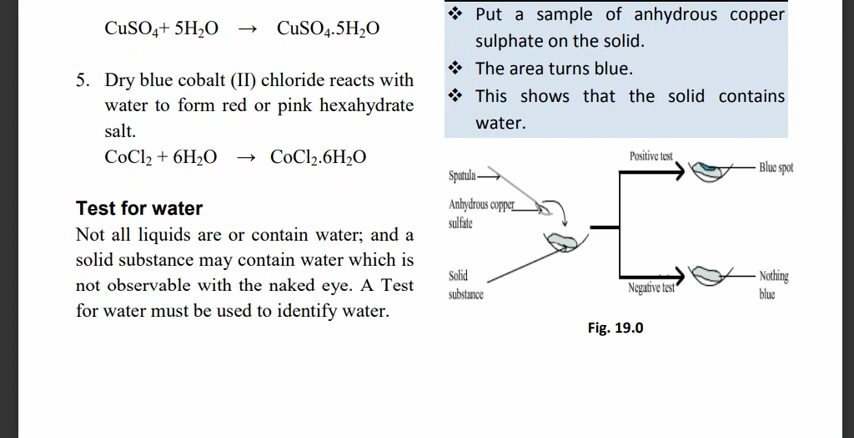 CuSO₄+ 5H₂O → CuSO₄.5H₂O
5. Dry blue cobalt (II) chloride reacts with
water to form red or pink hexahydrate
salt.
CoCl₂ + 6H₂O → CoCl₂.6H₂O
Test for water
Not all liquids are or contain water; and a
solid substance may contain water which is
not observable with the naked eye. A Test
for water must be used to identify water.
❖ Put a sample of anhydrous copper
sulphate on the solid.
❖ The area turns blue.
❖ This shows that the solid contains
water.
Spatula
Anhydrous copper
sulfate
Solid
substance
Positive test
Blue spot
Negative test
Nothing
blue
Fig. 19.0